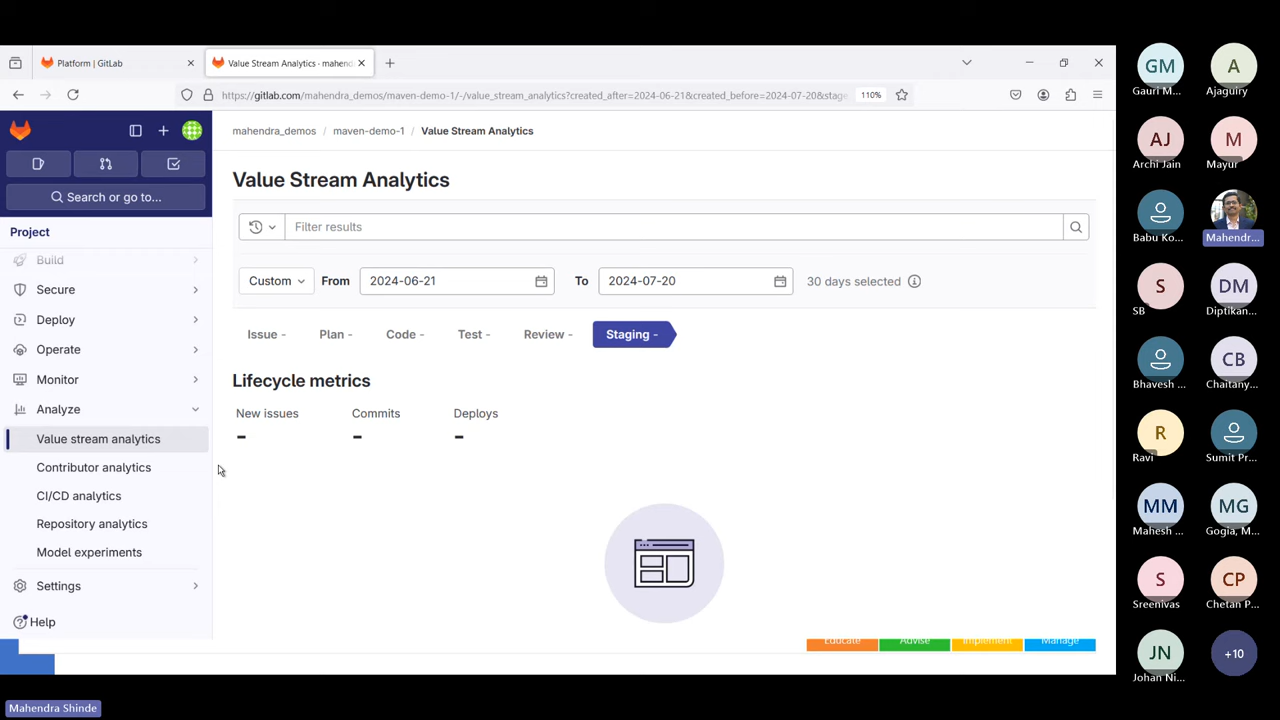 Platform | GitLab
Value Stream Analytics · mahend
https://gitlab.com/mahendra_demos/maven-demo-1/-/value_stream_analytics?created_after=2024-06-21&created_before=2024-07-20&stage
110%
mahendra_demos / maven-demo-1 / Value Stream Analytics
Search or go to...
Project
Build
Secure
Deploy
Operate
Monitor
Analyze
Value stream analytics
Contributor analytics
CI/CD analytics
Repository analytics
Model experiments
Settings
Help
Value Stream Analytics
Filter results
Custom From 2024-06-21 To 2024-07-20 30 days selected
Issue - Plan - Code - Test - Review - Staging -
Lifecycle metrics
New issues Commits Deploys
- - -
Educate Advise Implement Manage
GM A
Gauri M... Ajaguiry
AJ M
Archi Jain Mayur
Babu Ko... Mahendr...
S DM
SB Diptikan...
CB
Bhavesh ... Chaitany...
R
Ravi Sumit Pr...
MM MG
Mahesh ... Gogia, M...
S CP
Sreenivas Chetan P...
JN +10
Johan Ni...
Mahendra Shinde